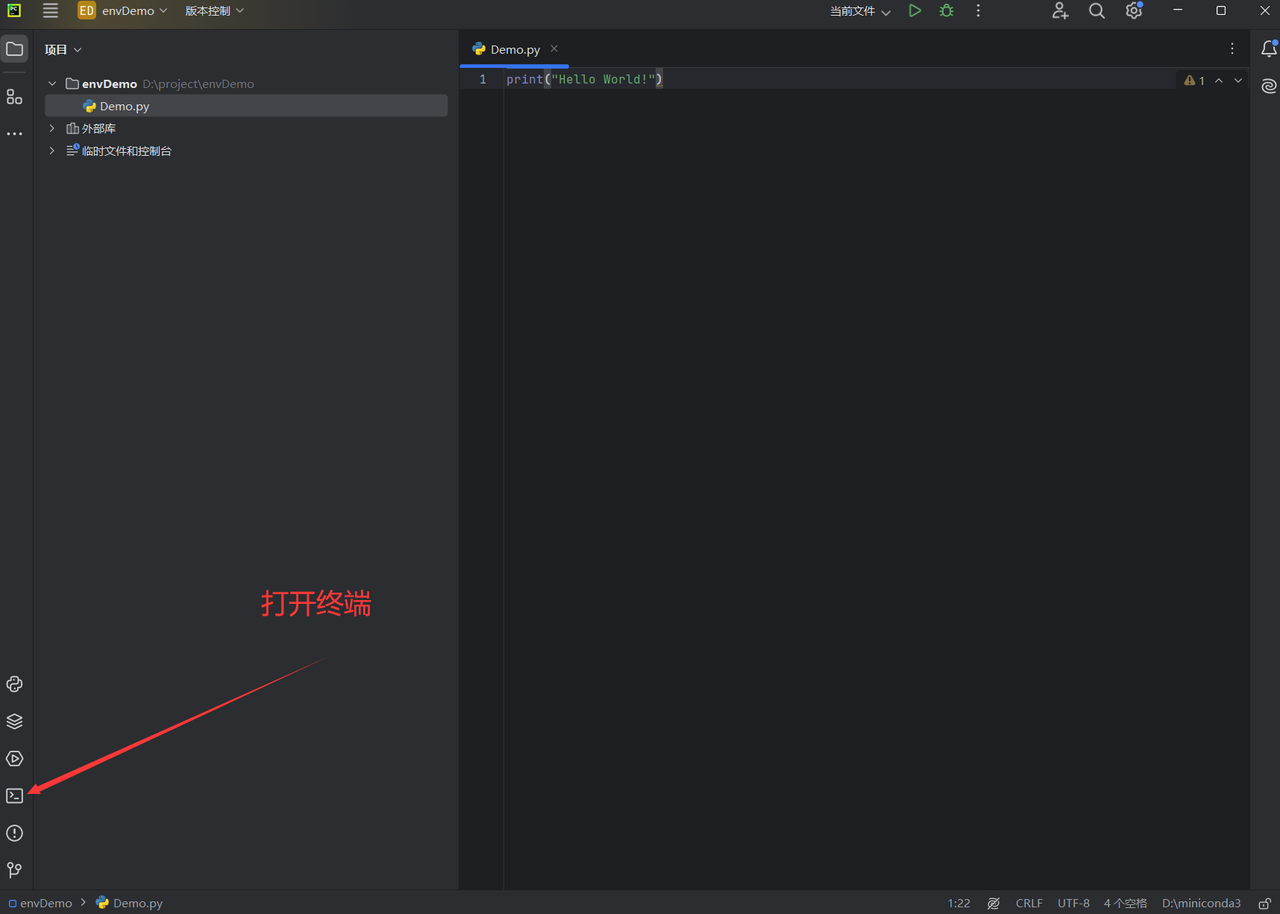 PC
ED envDemo 版本控制 当前文件
项目
Demo.py
envDemo D:\project\envDemo
1 print("Hello World!")
1
Demo.py
外部库
临时文件和控制台
打开终端
envDemo > Demo.py 1:22 CRLF UTF-8 4 个空格 D:\miniconda3